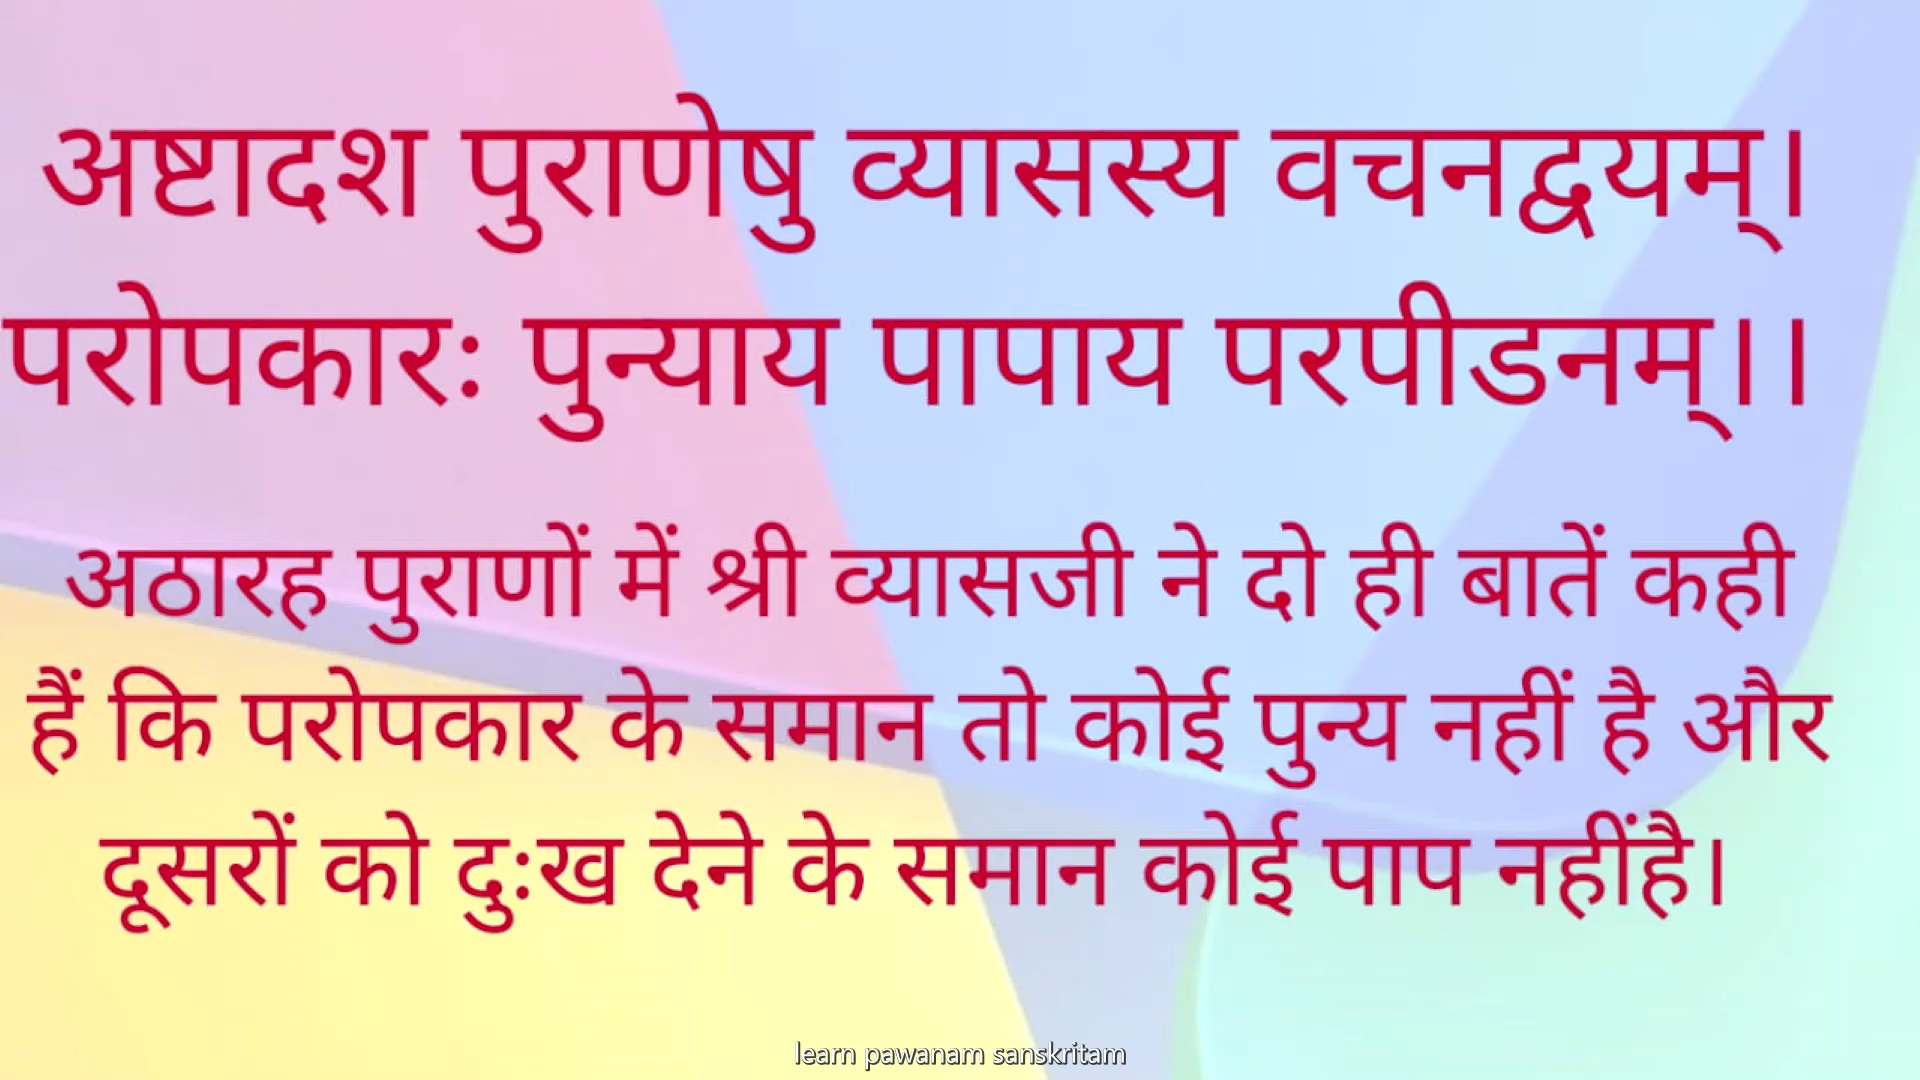 अष्टादश पुराणेषु व्यासस्य वचनद्वयम्।
परोपकारः पुन्याय पापाय परपीडनम्।।
अठारह पुराणों में श्री व्यासजी ने दो ही बातें कही
हैं कि परोपकार के समान तो कोई पुन्य नहीं है और
दूसरों को दुःख देने के समान कोई पाप नहींहै।
learn pawanam sanskritam